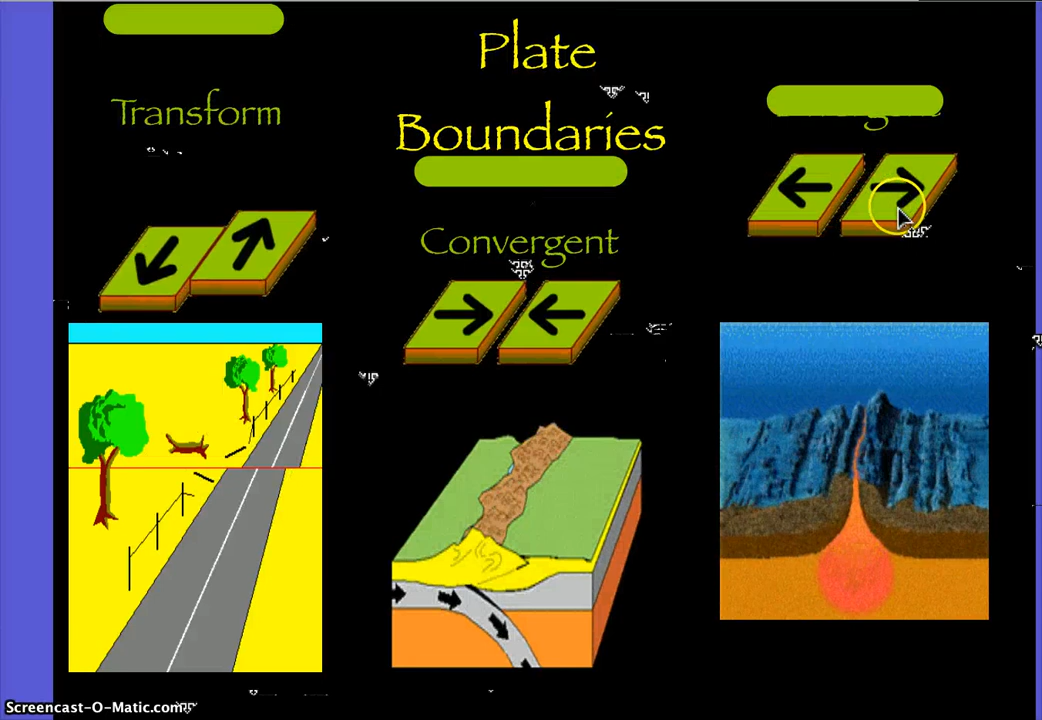 Plate
Boundaries
Transform
Convergent
Screencast-O-Matic.com